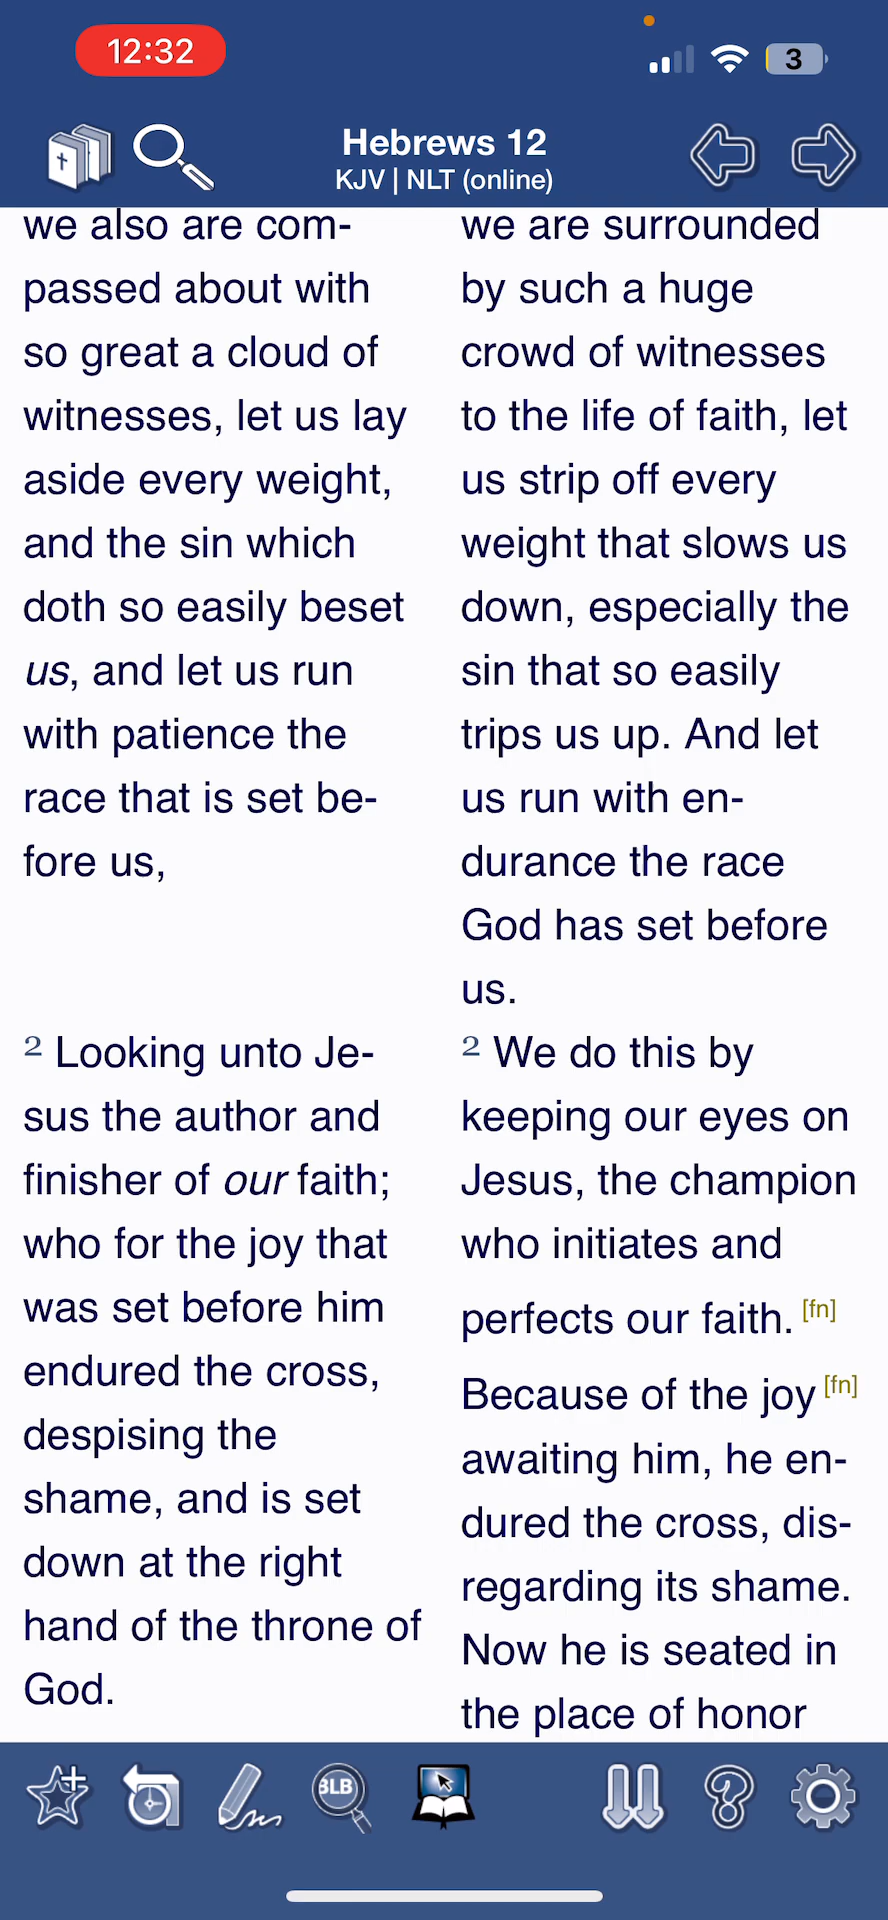 12:32
3
Hebrews 12
KJV | NLT (online)
we also are com-
passed about with
so great a cloud of
witnesses, let us lay
aside every weight,
and the sin which
doth so easily beset
us, and let us run
with patience the
race that is set be-
fore us,
2 Looking unto Je-
sus the author and
finisher of our faith;
who for the joy that
was set before him
endured the cross,
despising the
shame, and is set
down at the right
hand of the throne of
God.
we are surrounded
by such a huge
crowd of witnesses
to the life of faith, let
us strip off every
weight that slows us
down, especially the
sin that so easily
trips us up. And let
us run with en-
durance the race
God has set before
us.
2 We do this by
keeping our eyes on
Jesus, the champion
who initiates and
perfects our faith. [fn]
Because of the joy [fn]
awaiting him, he en-
dured the cross, dis-
regarding its shame.
Now he is seated in
the place of honor
BLB